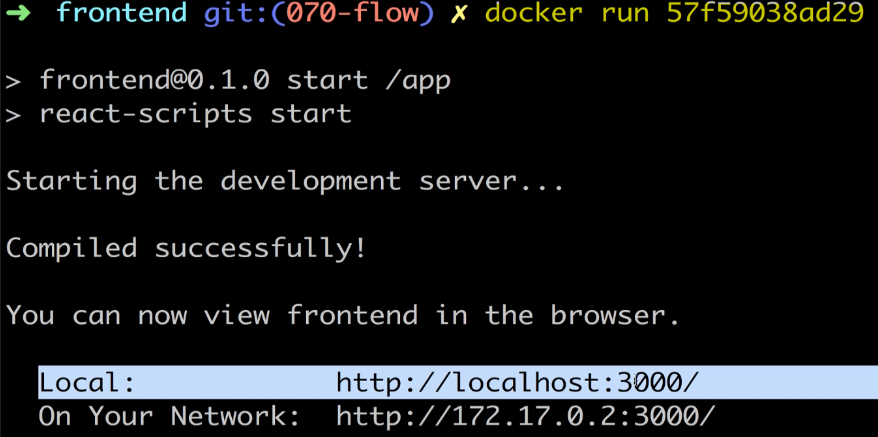 ➜ frontend git:(070-flow) ✗ docker run 57f59038ad29
> frontend@0.1.0 start /app
> react-scripts start
Starting the development server...
Compiled successfully!
You can now view frontend in the browser.
Local: http://localhost:3000/
On Your Network: http://172.17.0.2:3000/